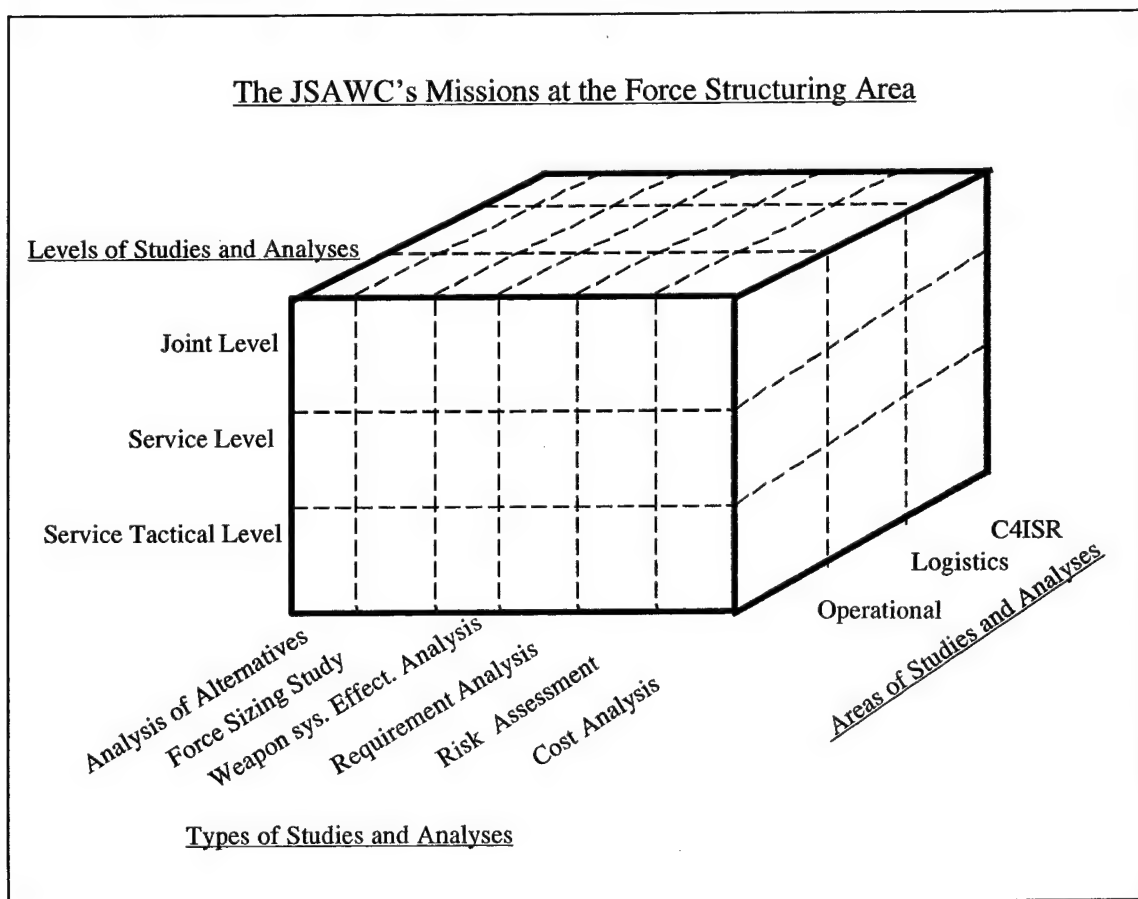 The JSAWC's Missions at the Force Structuring Area
Levels of Studies and Analyses
Joint Level
Service Level
Service Tactical Level
C4ISR
Logistics
Operational
Areas of Studies and Analyses
Analysis of Alternatives
Force Sizing Study
Weapon sys. Effect. Analysis
Requirement Analysis
Risk Assessment
Cost Analysis
Types of Studies and Analyses